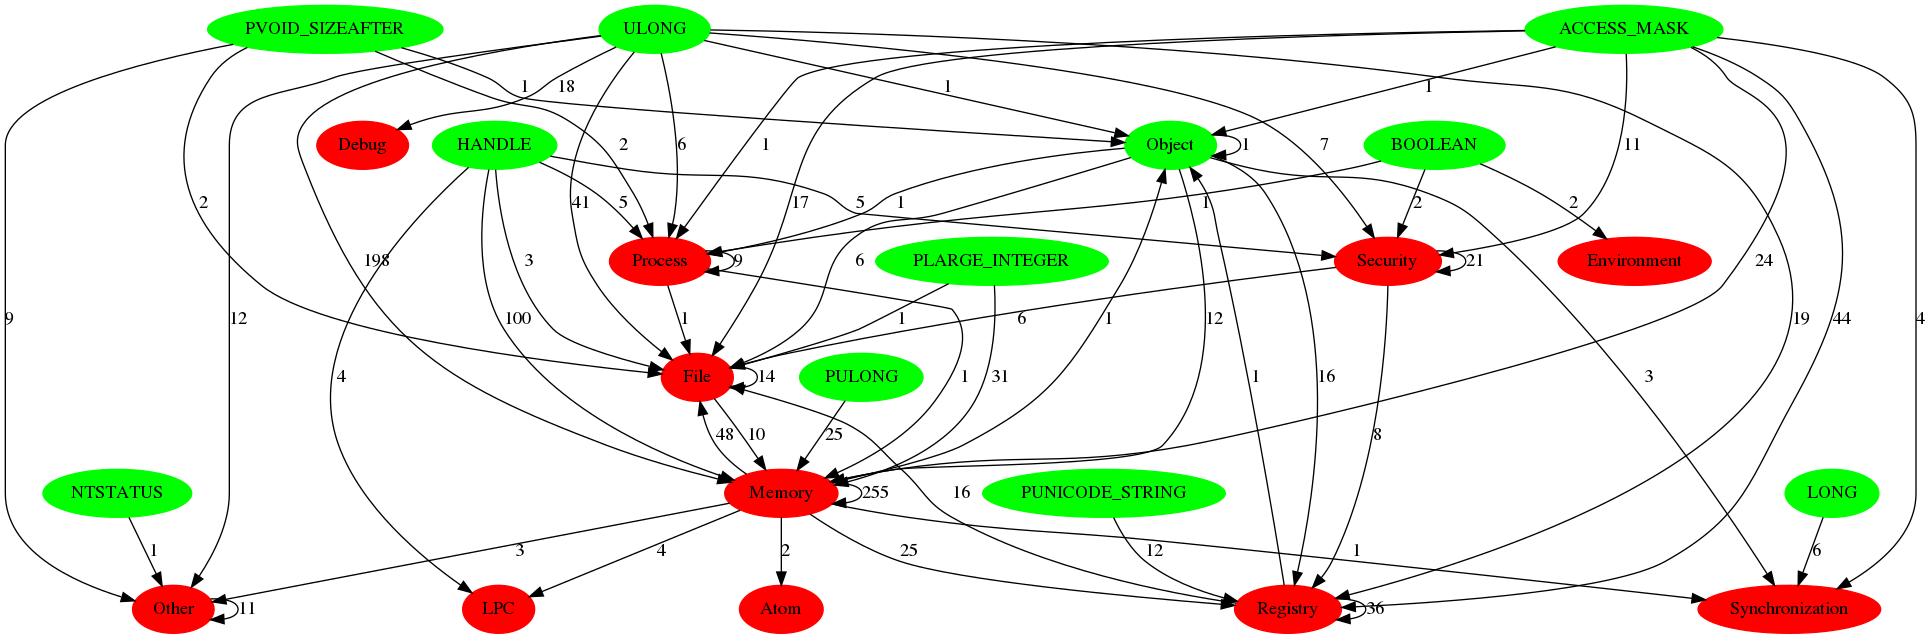 PVOID_SIZEAFTER ULONG ACCESS_MASK
1 18 1 1
Debug HANDLE 6 2 1 Object 1 7 BOOLEAN 11
2 41 5 17 5 1 1 2 2
Process 9 6 PLARGE_INTEGER Security 21 Environment 24
9 12 198 4 100 3 1 1 6 1 12 1 16 19 44 4
File 14 PULONG 1 31 3
48 10 25 8
NTSTATUS Memory 255 16 PUNICODE_STRING LONG
1 3 4 2 25 12 1 6
Other 11 LPC Atom Registry 36 Synchronization